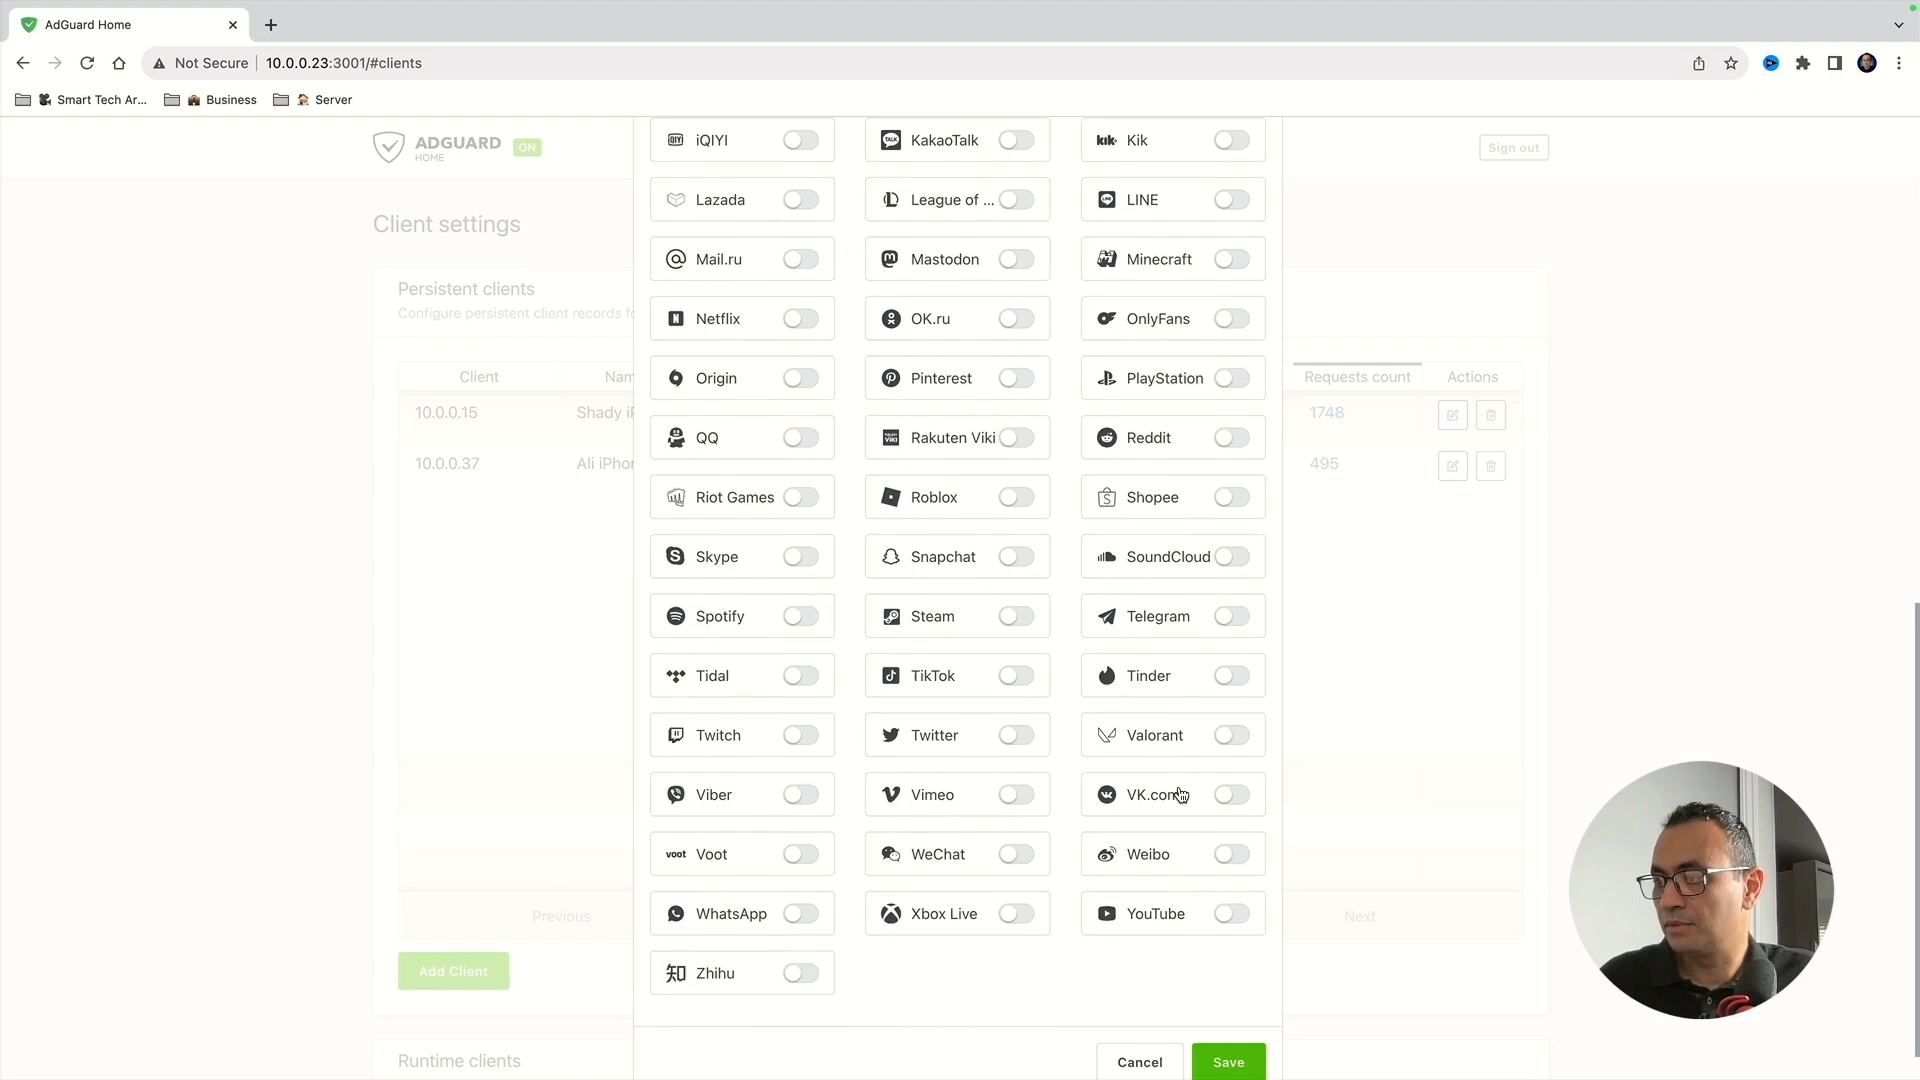 AdGuard Home
Not Secure 10.0.0.23:3001/#clients
Smart Tech Ar... Business Server
ADGUARD HOME ON
Sign out
iQIYI KakaoTalk Kik
Lazada League of ... LINE
Client settings
Mail.ru Mastodon Minecraft
Persistent clients
Configure persistent client records fo
Netflix OK.ru OnlyFans
Client Nam Origin Pinterest PlayStation Requests count Actions
10.0.0.15 Shady iP 1748
QQ Rakuten Viki Reddit
10.0.0.37 Ali iPhon 495
Riot Games Roblox Shopee
Skype Snapchat SoundCloud
Spotify Steam Telegram
Tidal TikTok Tinder
Twitch Twitter Valorant
Viber Vimeo VK.com
voot Voot WeChat Weibo
Previous WhatsApp Xbox Live YouTube Next
Add Client 知 Zhihu
Runtime clients Cancel Save